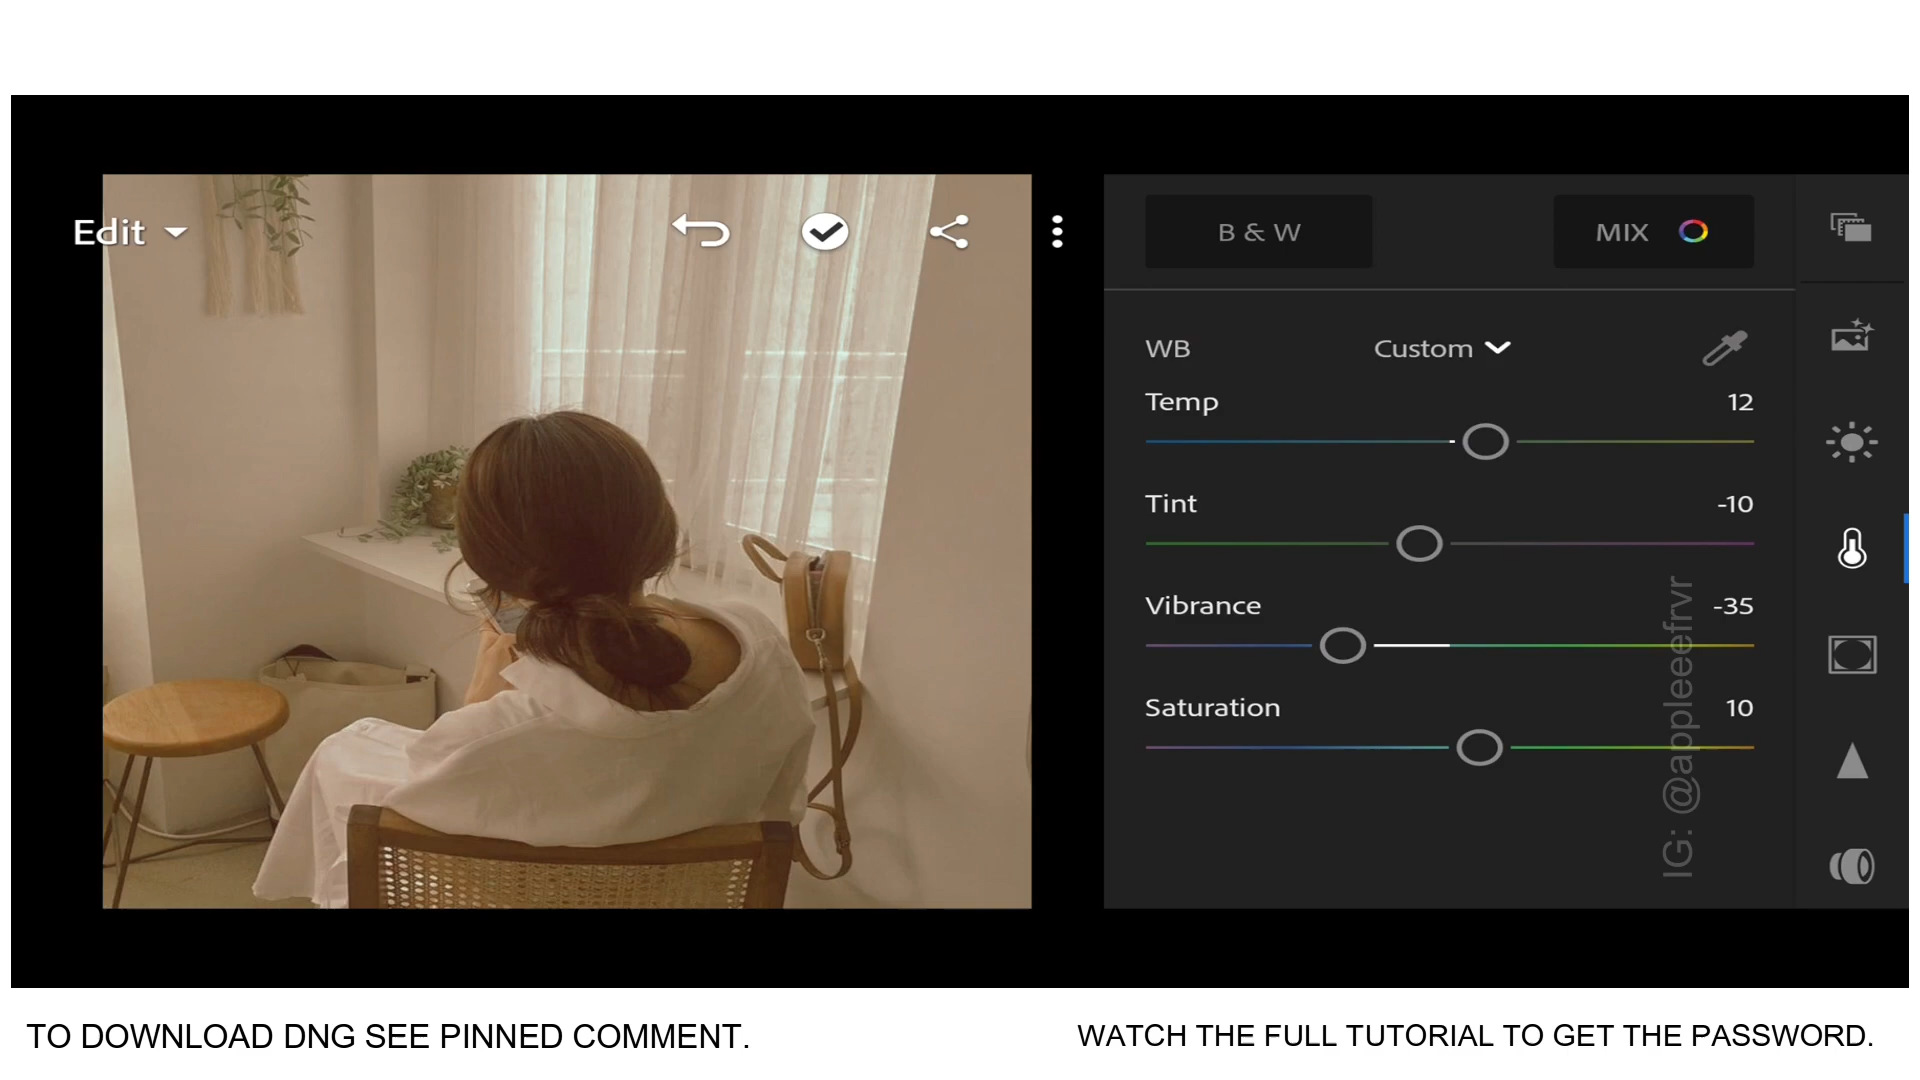 Edit
B & W
MIX
WB
Custom
Temp
12
Tint
-10
Vibrance
-35
Saturation
10
IG: @appleeefrvr
TO DOWNLOAD DNG SEE PINNED COMMENT.
WATCH THE FULL TUTORIAL TO GET THE PASSWORD.